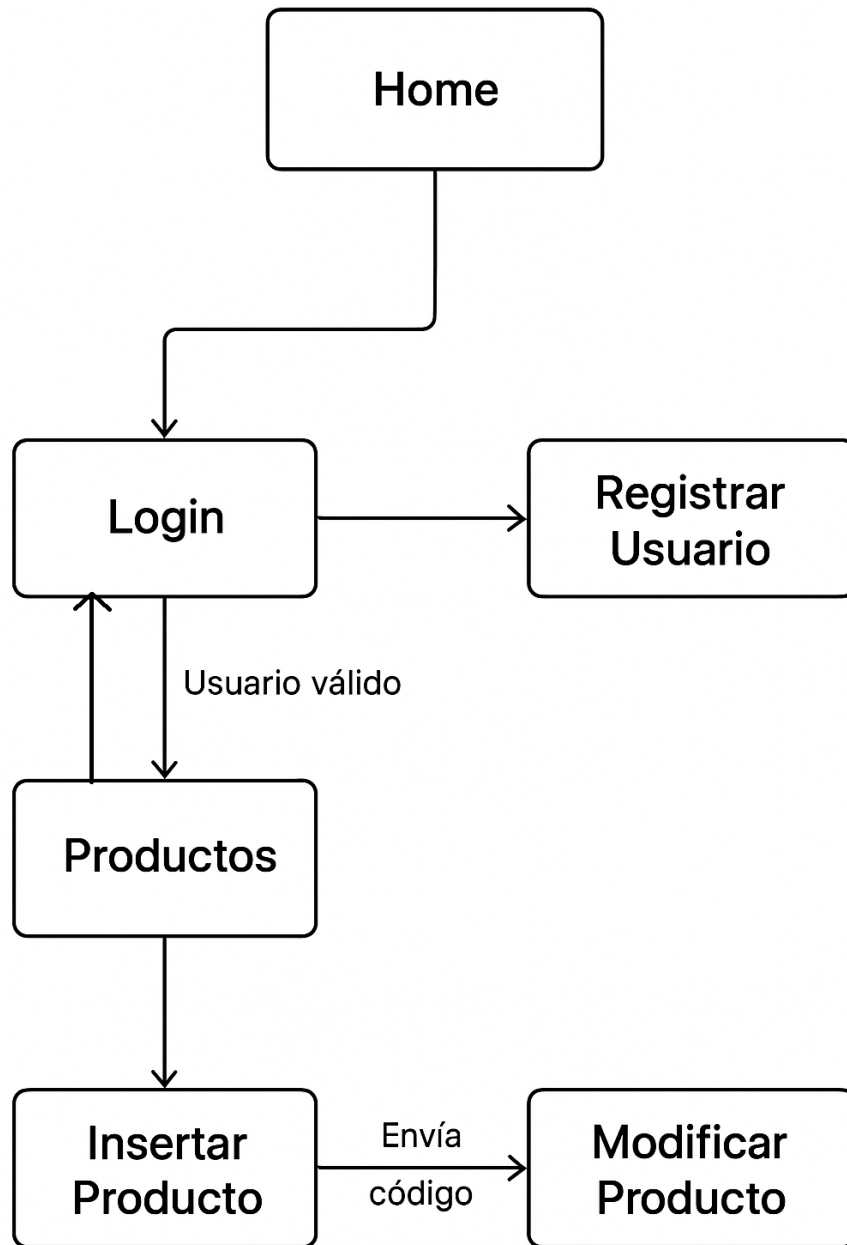 Home
Login
Registrar
Usuario
Usuario válido
Productos
Insertar
Producto
Envía
código
Modificar
Producto